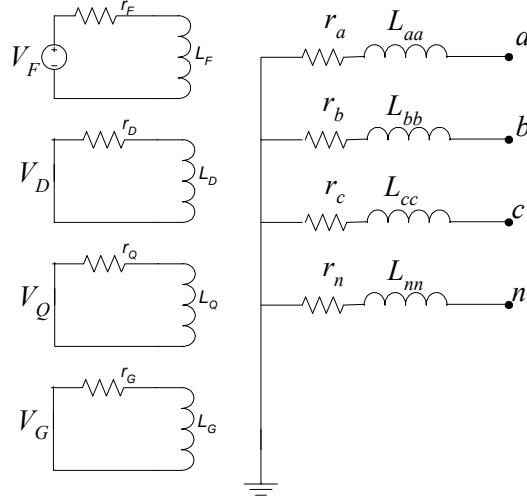 r_F
V_F
L_F
+
-
r_D
V_D
L_D
r_Q
V_Q
L_Q
r_G
V_G
L_G
r_a L_aa a
r_b L_bb b
r_c L_cc c
r_n L_nn n